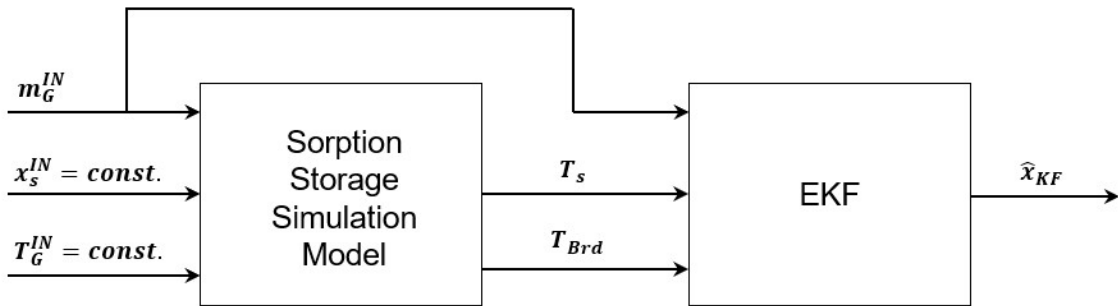 m_G^IN
x_s^IN = const.
T_G^IN = const.
Sorption
Storage
Simulation
Model
T_s
T_Brd
EKF
x̂_KF